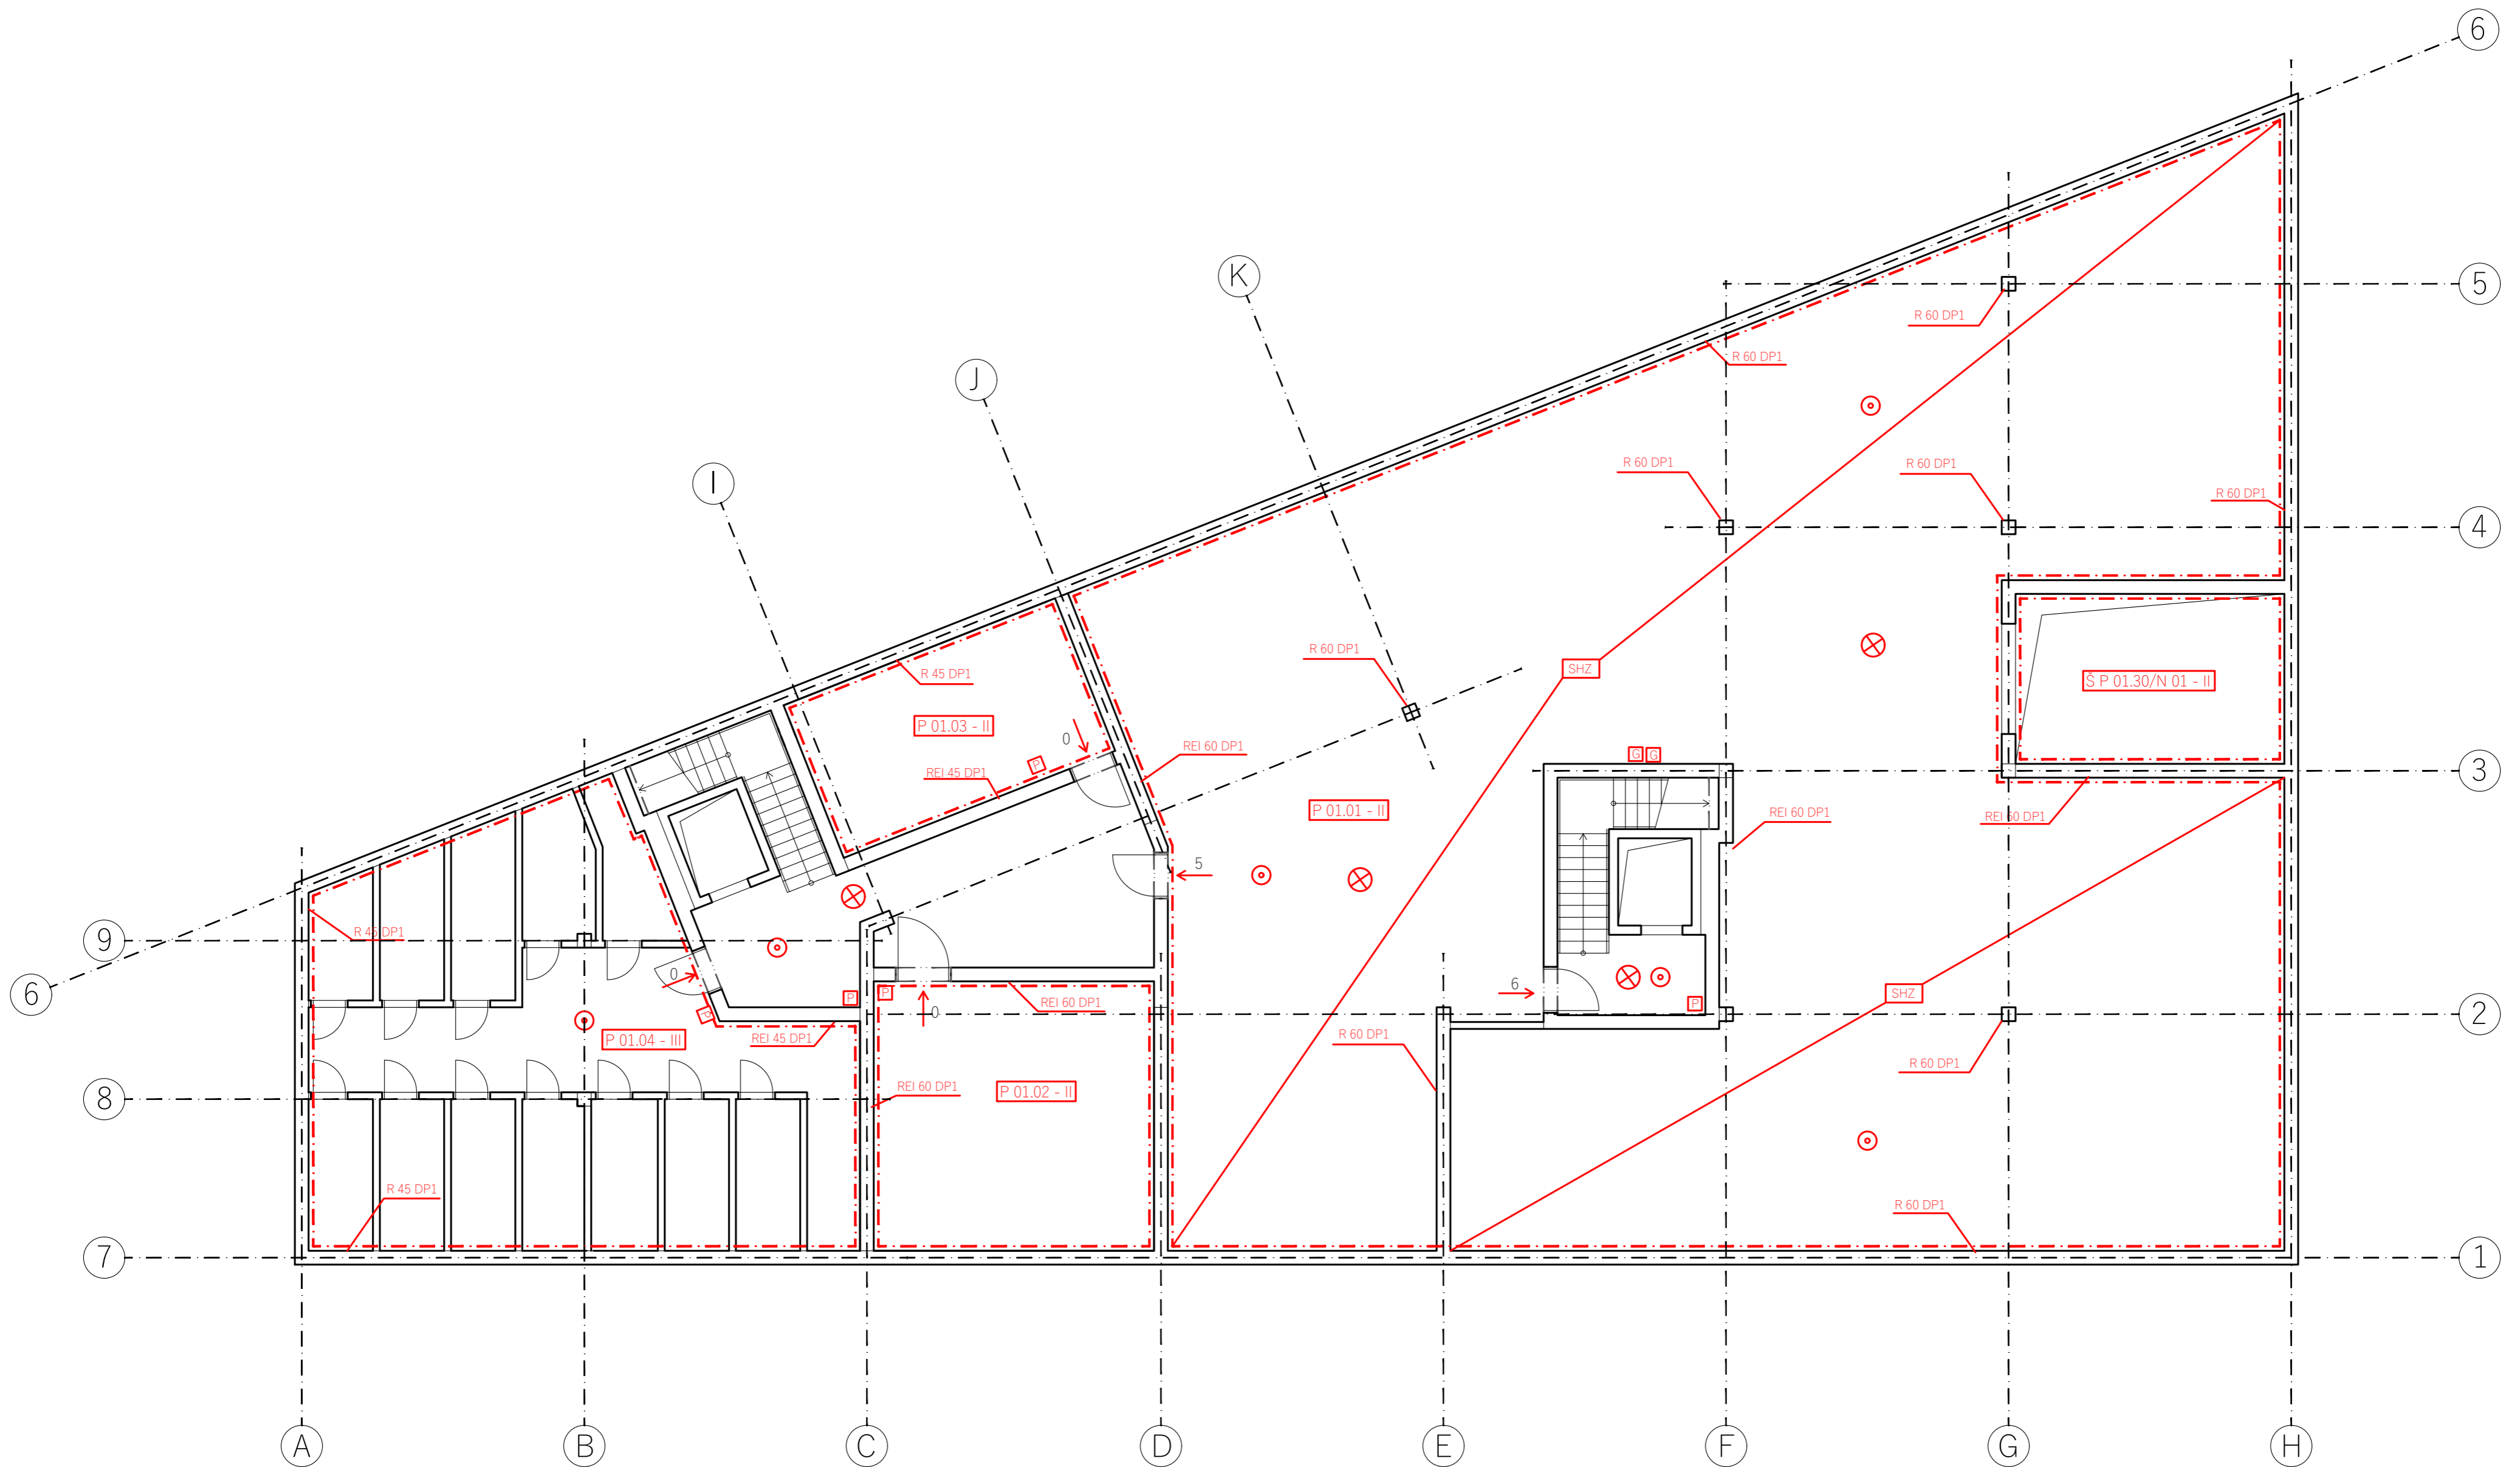 6
K
5
R 60 DP1
R 60 DP1
J
R 60 DP1
R 60 DP1
I
R 60 DP1
4
R 60 DP1
SHZ
R 45 DP1
Š P 01.30/N 01 - II
P 01.03 - II
0
REI 60 DP1
P
G
G
REI 45 DP1
3
P 01.01 - II
REI 60 DP1
REI 60 DP1
5
R 45 DP1
9
0
6
6
P
P
P
SHZ
P
REI 60 DP1
0
2
P 01.04 - III
REI 45 DP1
R 60 DP1
R 60 DP1
REI 60 DP1
P 01.02 - II
8
R 45 DP1
R 60 DP1
7
1
A
B
C
D
E
F
G
H